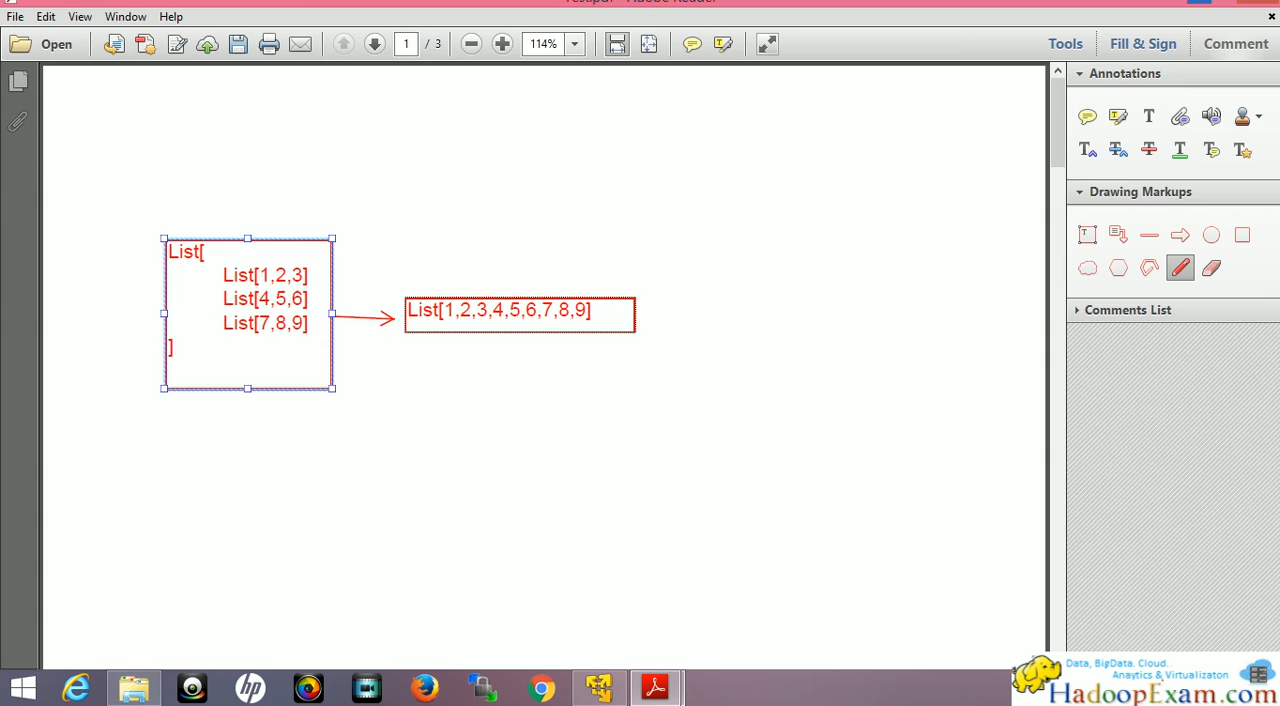 File Edit View Window Help
Open 1 / 3 114% Tools Fill & Sign Comment
Annotations
Drawing Markups
Comments List
List[
List[1,2,3]
List[4,5,6]
List[7,8,9]
]
List[1,2,3,4,5,6,7,8,9]
Data, BigData. Cloud.
Anaytics & Virtualizaton
HadoopExam.com